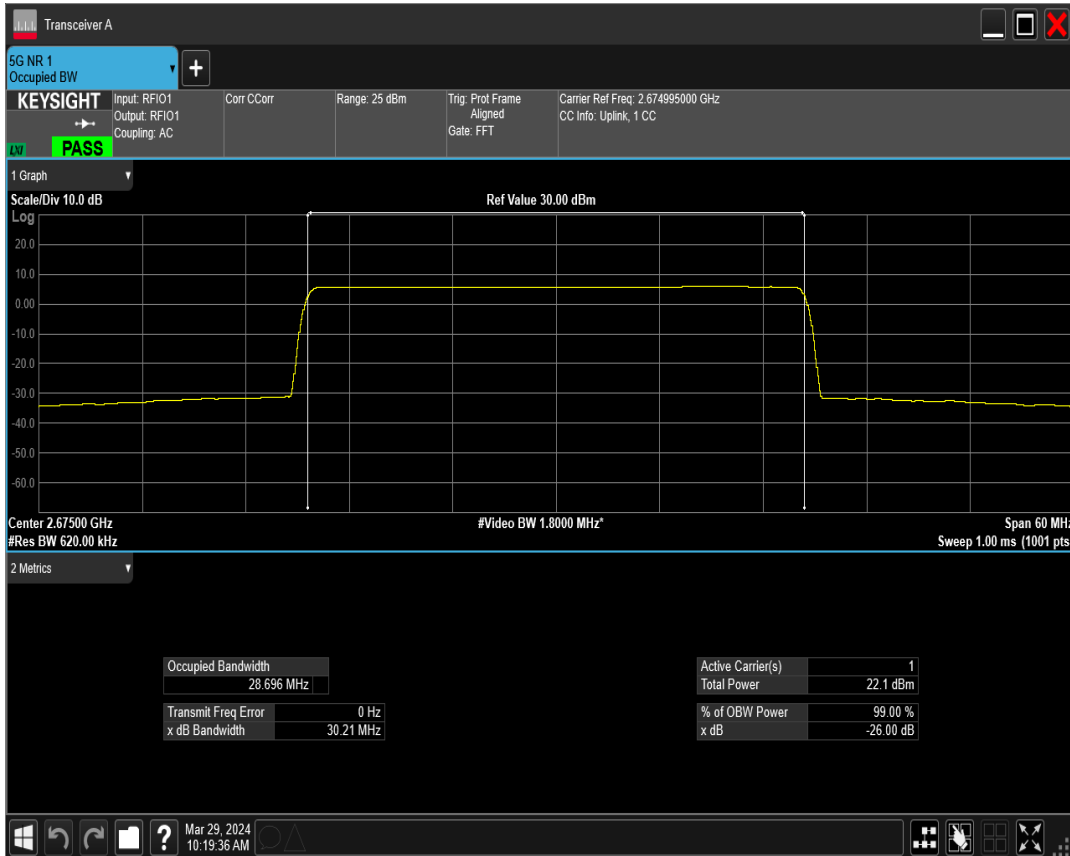 Transceiver A
5G NR 1
Occupied BW
KEYSIGHT
LXI
PASS
Input: RFIO1
Output: RFIO1
Coupling: AC
Corr CCorr
Range: 25 dBm
Trig: Prot Frame
Aligned
Gate: FFT
Carrier Ref Freq: 2.674995000 GHz
CC Info: Uplink, 1 CC
1 Graph
Scale/Div 10.0 dB
Ref Value 30.00 dBm
Log
20.0
10.0
0.00
-10.0
-20.0
-30.0
-40.0
-50.0
-60.0
Center 2.67500 GHz
#Video BW 1.8000 MHz*
Span 60 MHz
#Res BW 620.00 kHz
Sweep 1.00 ms (1001 pts
2 Metrics
Occupied Bandwidth
28.696 MHz
Transmit Freq Error 0 Hz
x dB Bandwidth 30.21 MHz
Active Carrier(s) 1
Total Power 22.1 dBm
% of OBW Power 99.00 %
x dB -26.00 dB
?
Mar 29, 2024
10:19:36 AM